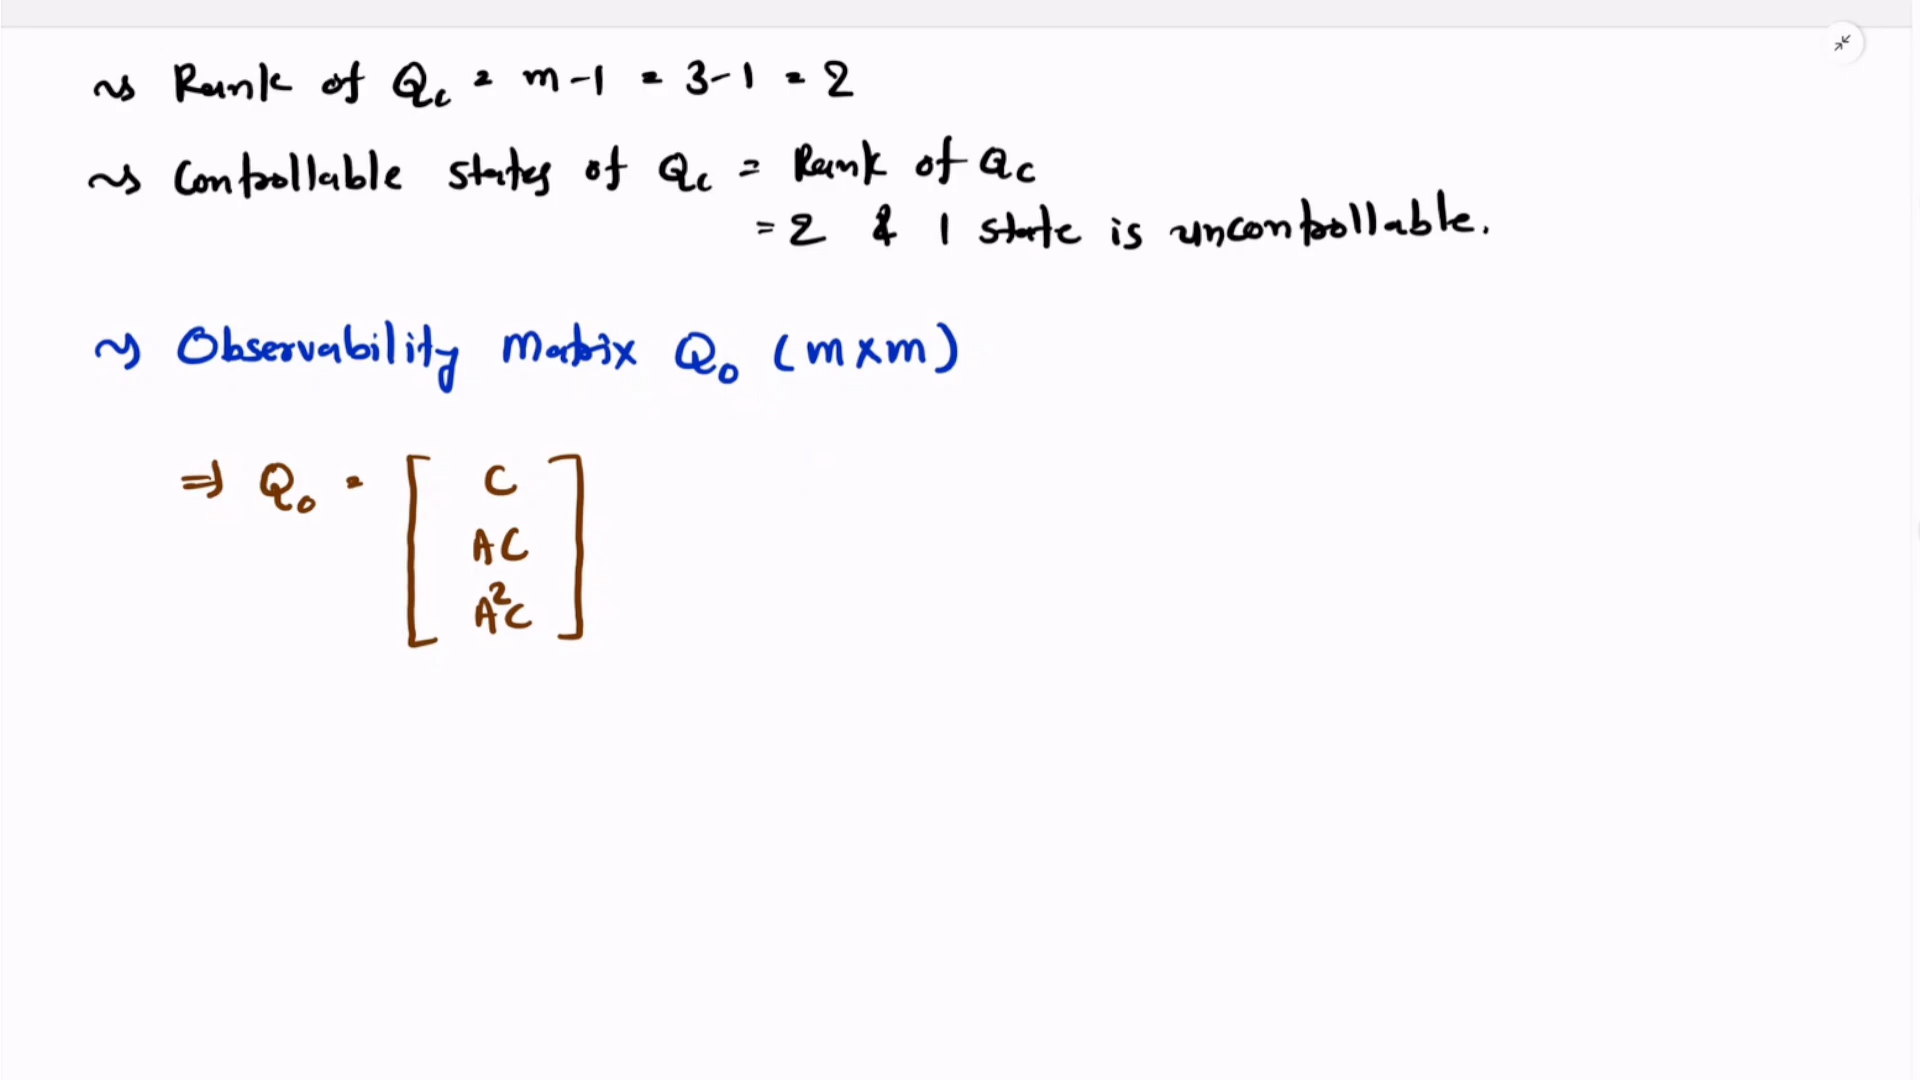 ~s Rank of Qc = m-1 = 3-1 = 2
~s Controllable states of Qc = Rank of Qc
= 2 & 1 state is uncontrollable.
~s Observability matrix Qo (m×m)
⇒ Qo = [ C
AC
A²C ]